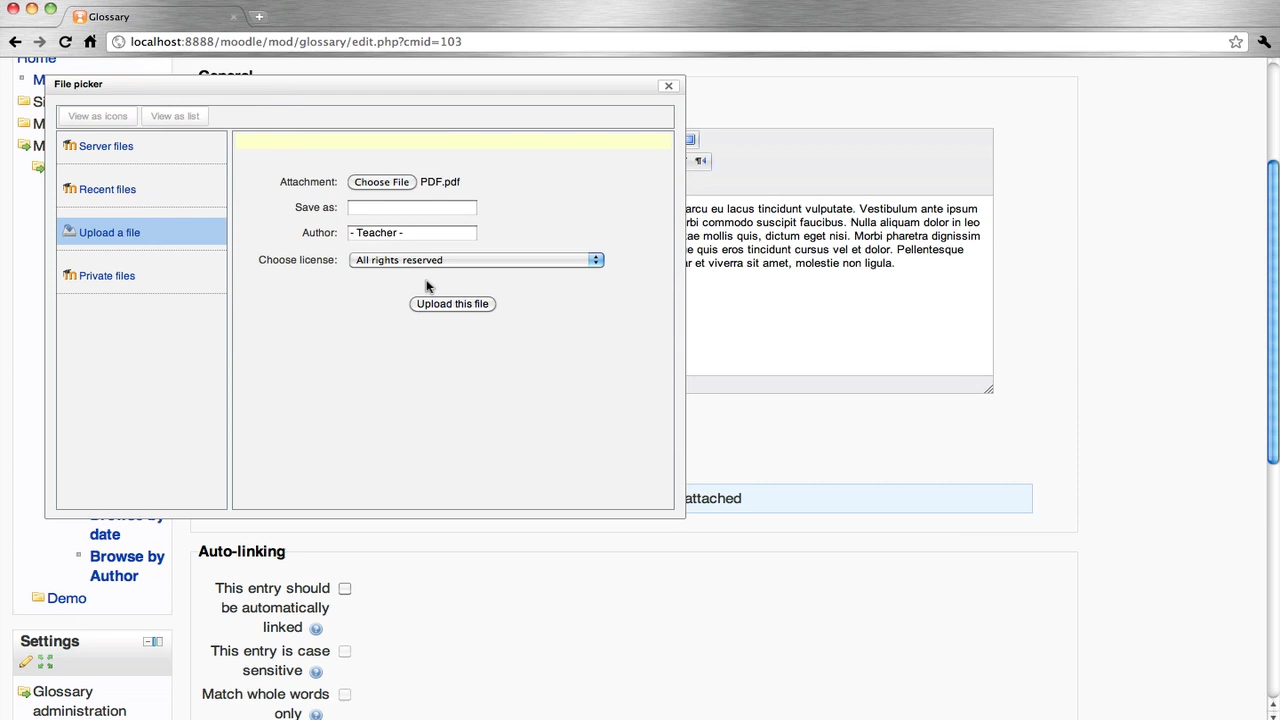 Glossary
localhost:8888/moodle/mod/glossary/edit.php?cmid=103
Home
General
File picker
View as icons View as list
Server files
Recent files
Upload a file
Private files
Attachment: Choose File PDF.pdf
Save as:
Author: - Teacher -
Choose license: All rights reserved
Upload this file
arcu eu lacus tincidunt vulputate. Vestibulum ante ipsum
rbi commodo suscipit faucibus. Nulla aliquam dolor in leo
tae mollis quis, dictum eget nisi. Morbi pharetra dignissim
e quis eros tincidunt cursus vel et dolor. Pellentesque
ar et viverra sit amet, molestie non ligula.
attached
Browse by
date
Browse by
Author
Demo
Settings
Glossary
administration
Auto-linking
This entry should
be automatically
linked
This entry is case
sensitive
Match whole words
only